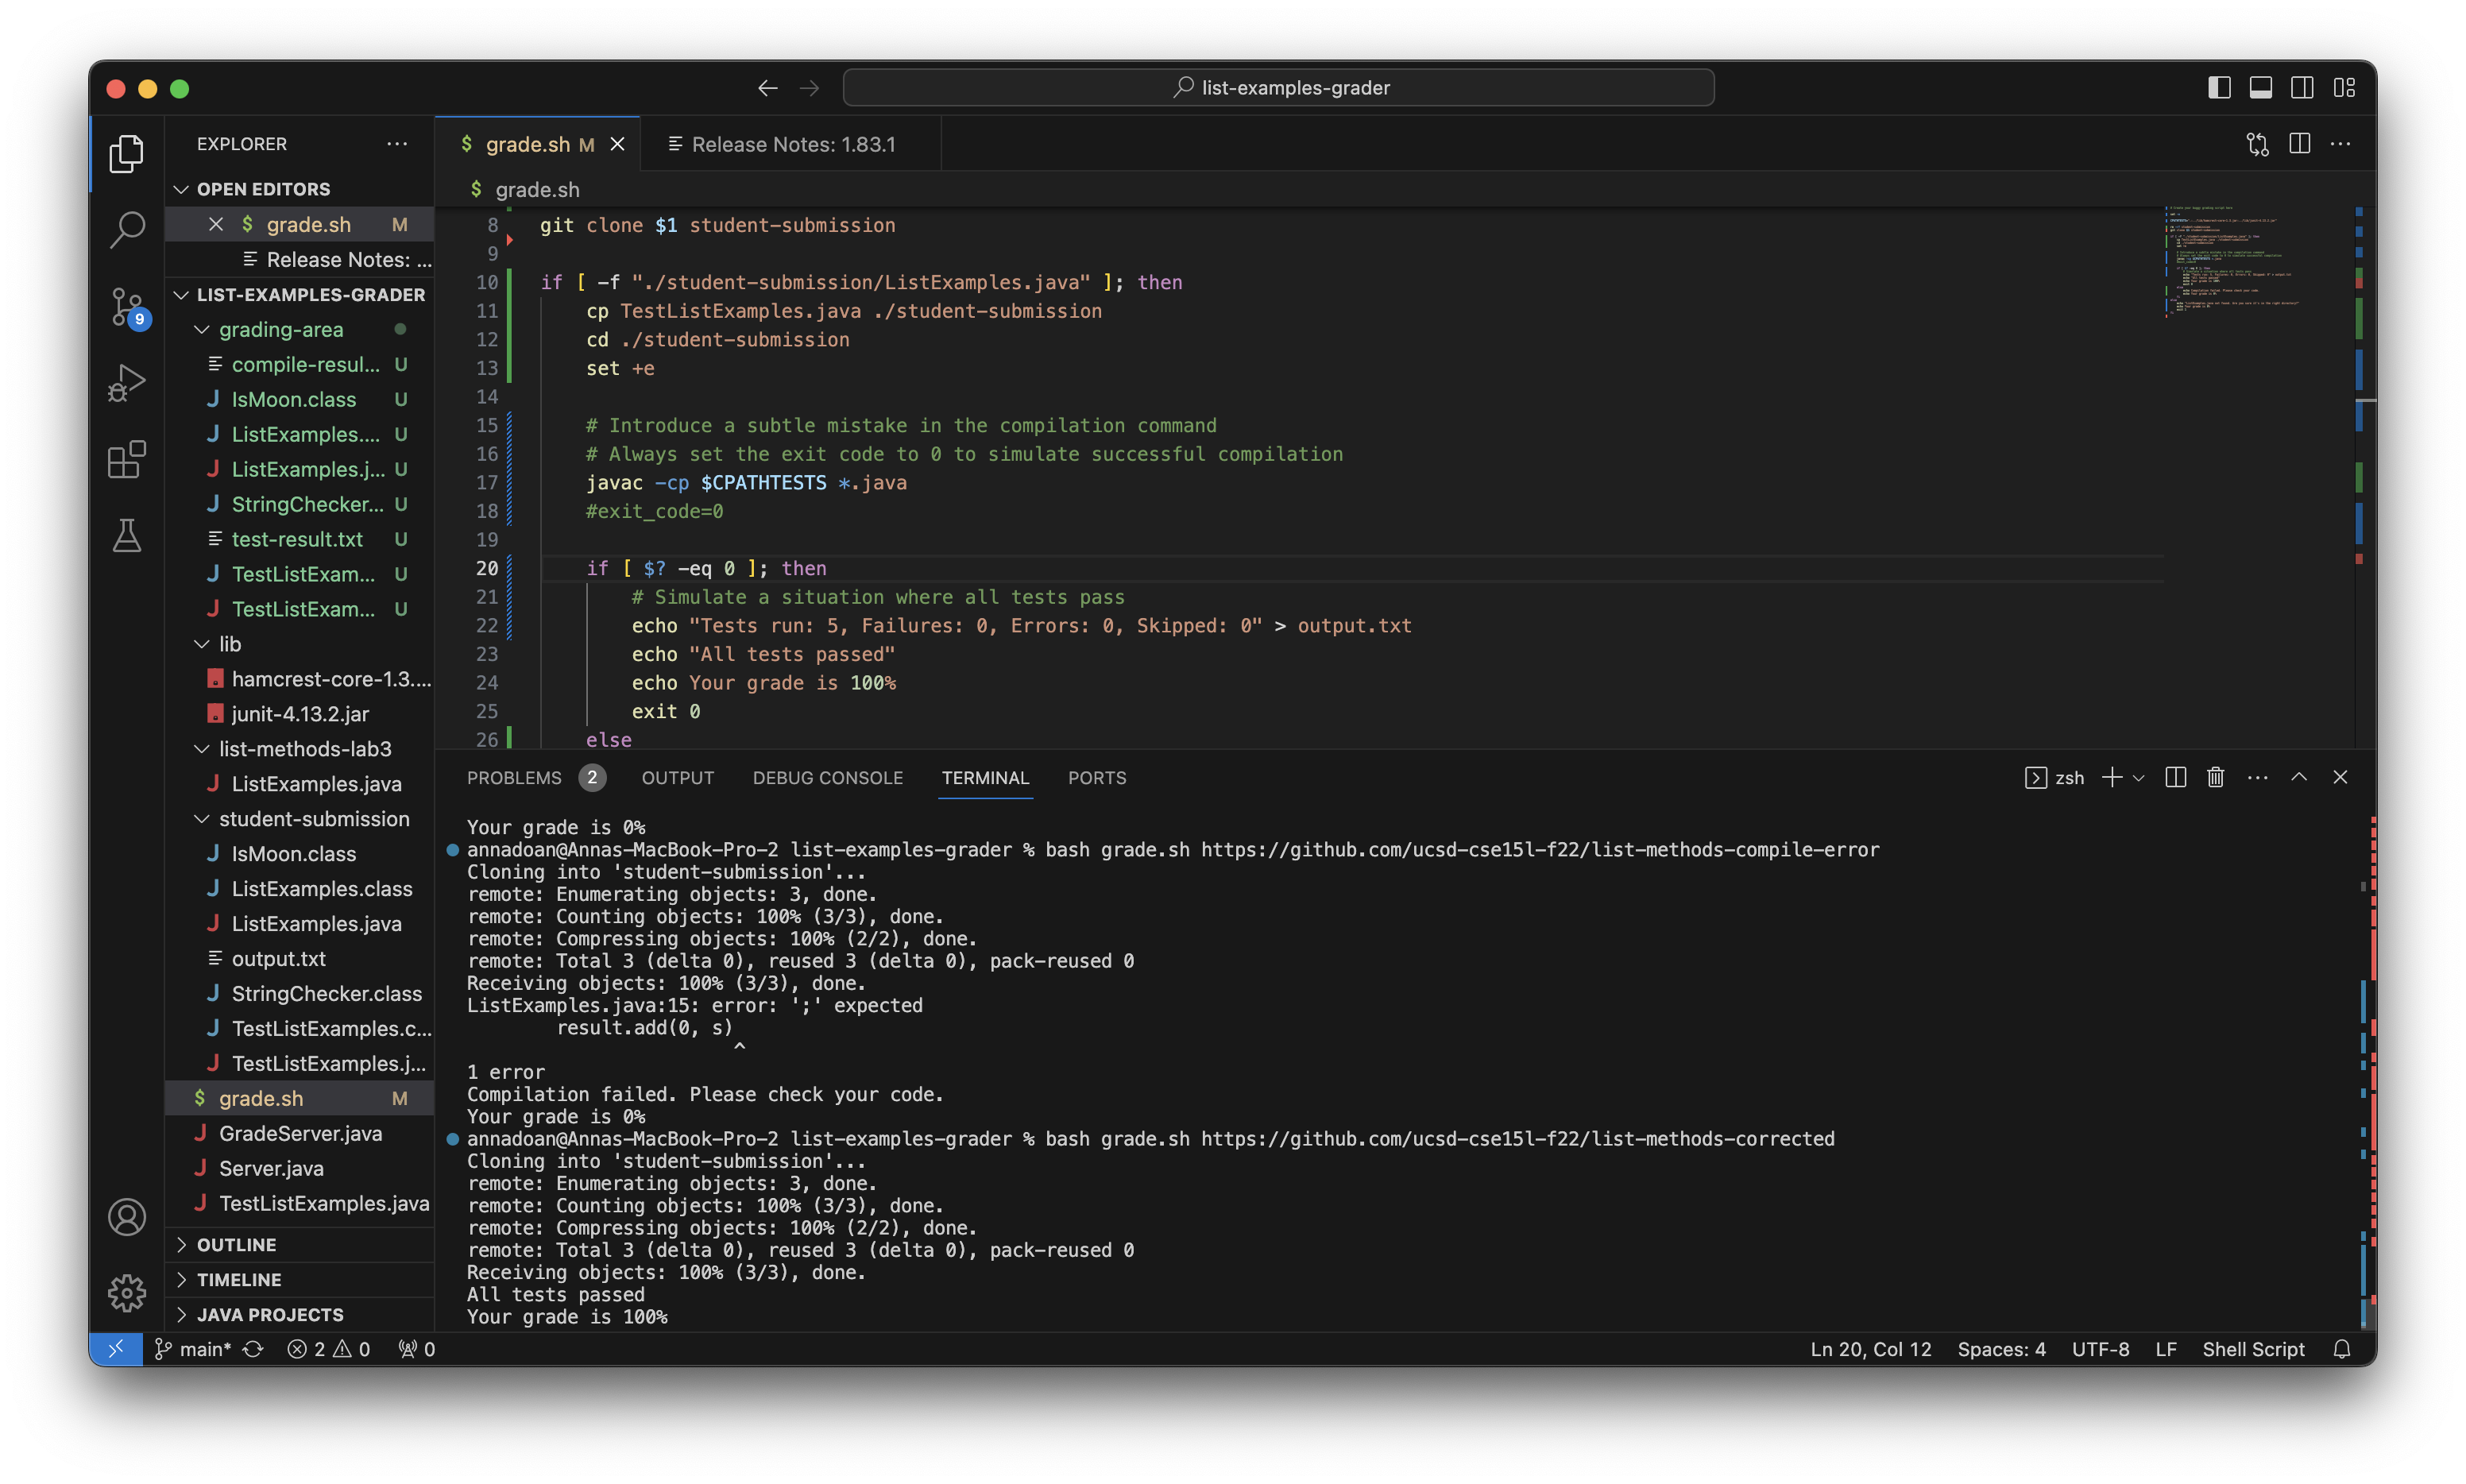 list-examples-grader
EXPLORER
OPEN EDITORS
grade.sh M
Release Notes: ...
LIST-EXAMPLES-GRADER
grading-area
compile-resul... U
IsMoon.class U
ListExamples.... U
ListExamples.j... U
StringChecker... U
test-result.txt U
TestListExam... U
TestListExam... U
lib
hamcrest-core-1.3....
junit-4.13.2.jar
list-methods-lab3
ListExamples.java
student-submission
IsMoon.class
ListExamples.class
ListExamples.java
output.txt
StringChecker.class
TestListExamples.c...
TestListExamples.j...
$ grade.sh M
GradeServer.java
Server.java
TestListExamples.java
OUTLINE
TIMELINE
JAVA PROJECTS
9
$ grade.sh M
Release Notes: 1.83.1
$ grade.sh
8 git clone $1 student-submission
9
10 if [ -f "./student-submission/ListExamples.java" ]; then
11 cp TestListExamples.java ./student-submission
12 cd ./student-submission
13 set +e
14
15 # Introduce a subtle mistake in the compilation command
16 # Always set the exit code to 0 to simulate successful compilation
17 javac -cp $CPATHTESTS *.java
18 #exit_code=0
19
20 if [ $? -eq 0 ]; then
21 # Simulate a situation where all tests pass
22 echo "Tests run: 5, Failures: 0, Errors: 0, Skipped: 0" > output.txt
23 echo "All tests passed"
24 echo Your grade is 100%
25 exit 0
26 else
PROBLEMS 2 OUTPUT DEBUG CONSOLE TERMINAL PORTS
zsh
Your grade is 0%
annadoan@Annas-MacBook-Pro-2 list-examples-grader % bash grade.sh https://github.com/ucsd-cse15l-f22/list-methods-compile-error
Cloning into 'student-submission'...
remote: Enumerating objects: 3, done.
remote: Counting objects: 100% (3/3), done.
remote: Compressing objects: 100% (2/2), done.
remote: Total 3 (delta 0), reused 3 (delta 0), pack-reused 0
Receiving objects: 100% (3/3), done.
ListExamples.java:15: error: ';' expected
result.add(0, s)
^
1 error
Compilation failed. Please check your code.
Your grade is 0%
annadoan@Annas-MacBook-Pro-2 list-examples-grader % bash grade.sh https://github.com/ucsd-cse15l-f22/list-methods-corrected
Cloning into 'student-submission'...
remote: Enumerating objects: 3, done.
remote: Counting objects: 100% (3/3), done.
remote: Compressing objects: 100% (2/2), done.
remote: Total 3 (delta 0), reused 3 (delta 0), pack-reused 0
Receiving objects: 100% (3/3), done.
All tests passed
Your grade is 100%
main* 2 0 0
Ln 20, Col 12 Spaces: 4 UTF-8 LF Shell Script